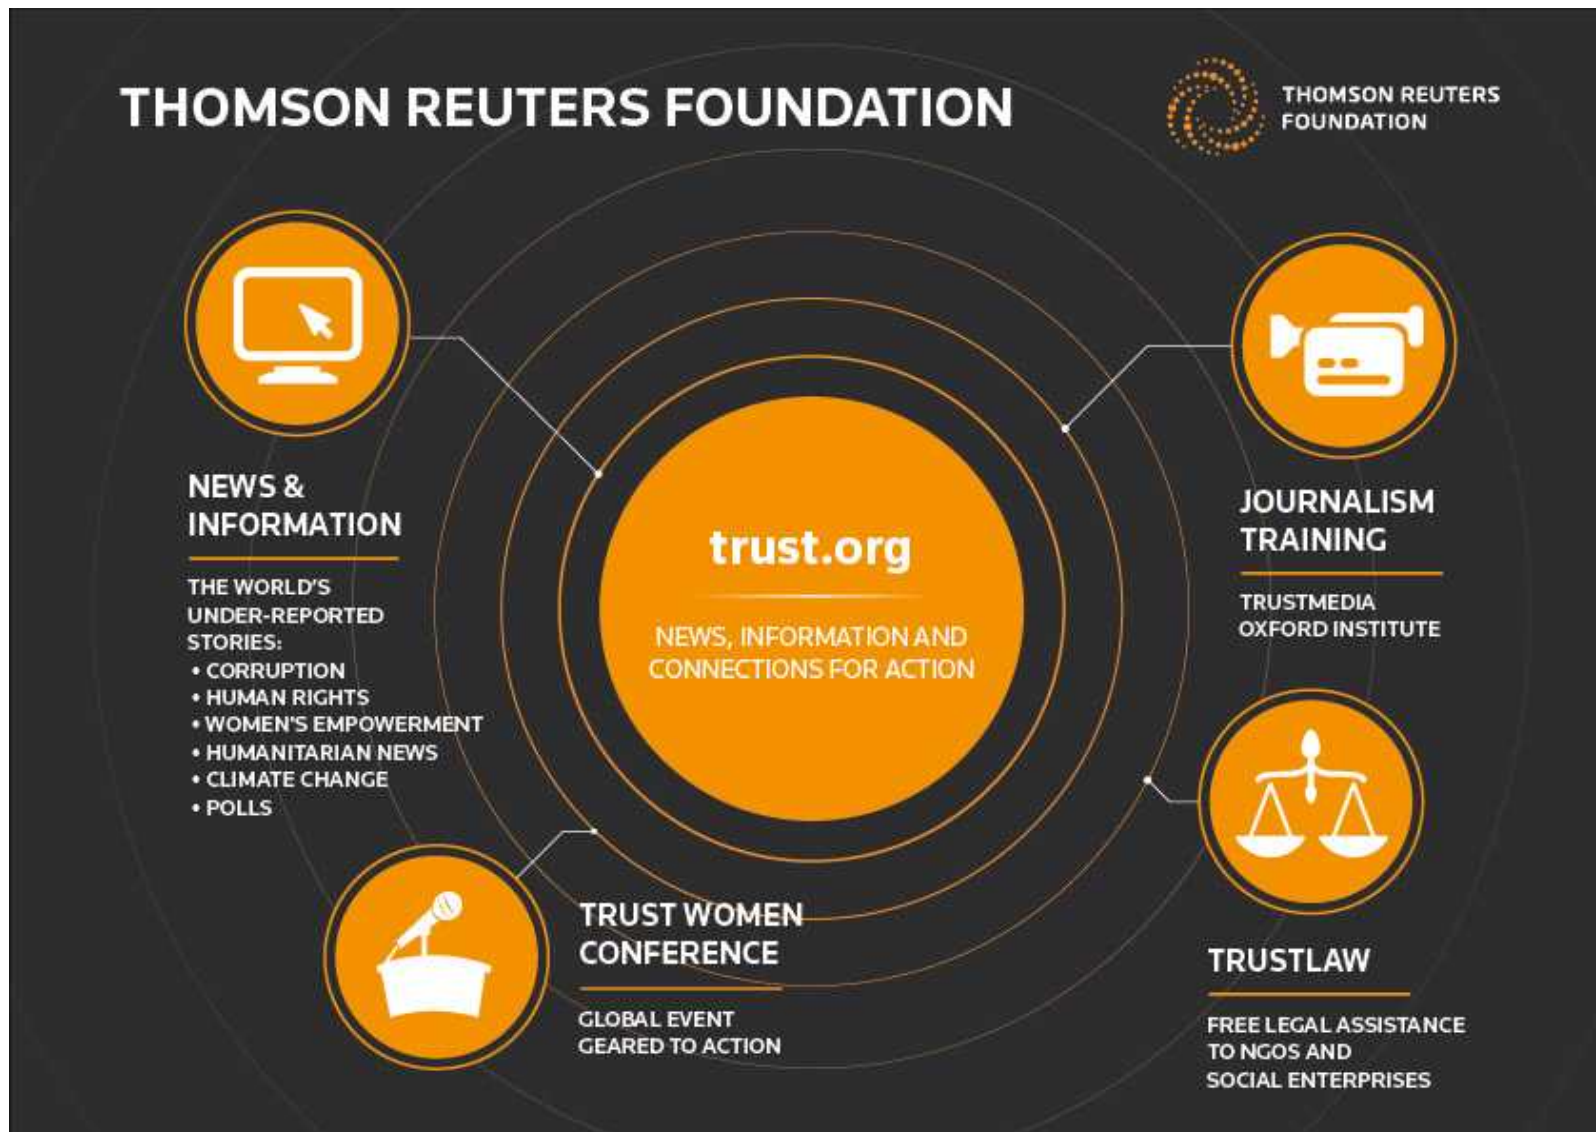 THOMSON REUTERS FOUNDATION
THOMSON REUTERS
FOUNDATION
NEWS &
INFORMATION
THE WORLD'S
UNDER-REPORTED
STORIES:
• CORRUPTION
• HUMAN RIGHTS
• WOMEN'S EMPOWERMENT
• HUMANITARIAN NEWS
• CLIMATE CHANGE
• POLLS
trust.org
NEWS, INFORMATION AND
CONNECTIONS FOR ACTION
JOURNALISM
TRAINING
TRUSTMEDIA
OXFORD INSTITUTE
TRUST WOMEN
CONFERENCE
GLOBAL EVENT
GEARED TO ACTION
TRUSTLAW
FREE LEGAL ASSISTANCE
TO NGOS AND
SOCIAL ENTERPRISES